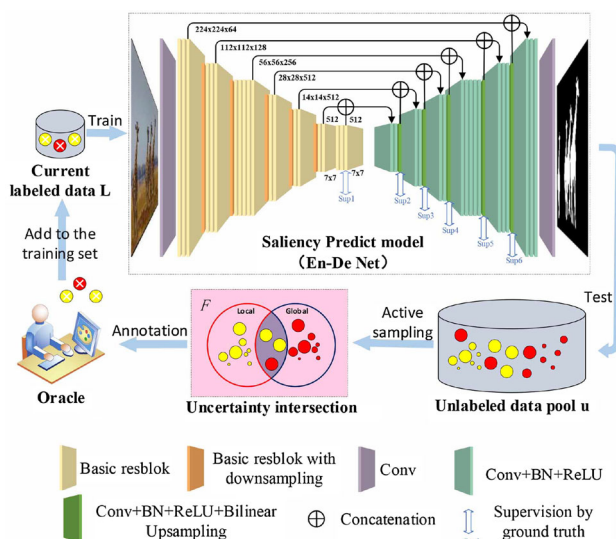 224x224x64
112x112x128
56x56x256
28x28x512
14x14x512
512
512
7x7
7x7
Sup1
Sup2
Sup3
Sup4
Sup5
Sup6
Train
Current
labeled data L
Saliency Predict model
(En-De Net)
Add to the
training set
Test
F
Local
Global
Annotation
Active
sampling
Oracle
Uncertainty intersection
Unlabeled data pool u
Basic resblok
Basic resblok with
downsampling
Conv
Conv+BN+ReLU
Conv+BN+ReLU+Bilinear
Upsampling
Concatenation
Supervision by
ground truth